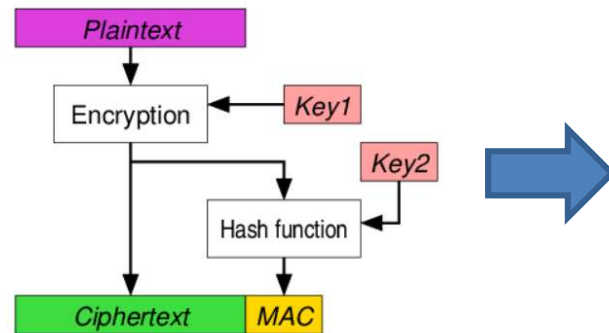 Plaintext
Encryption
Key1
Key2
Hash function
Ciphertext
MAC